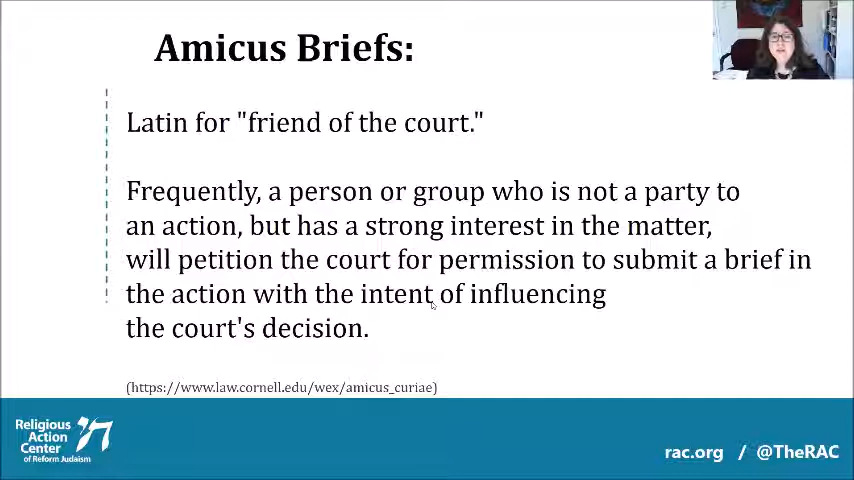 Amicus Briefs:
Latin for "friend of the court."
Frequently, a person or group who is not a party to
an action, but has a strong interest in the matter,
will petition the court for permission to submit a brief in
the action with the intent of influencing
the court's decision.
(https://www.law.cornell.edu/wex/amicus_curiae)
Religious
Action
Center
of Reform Judaism
rac.org / @TheRAC